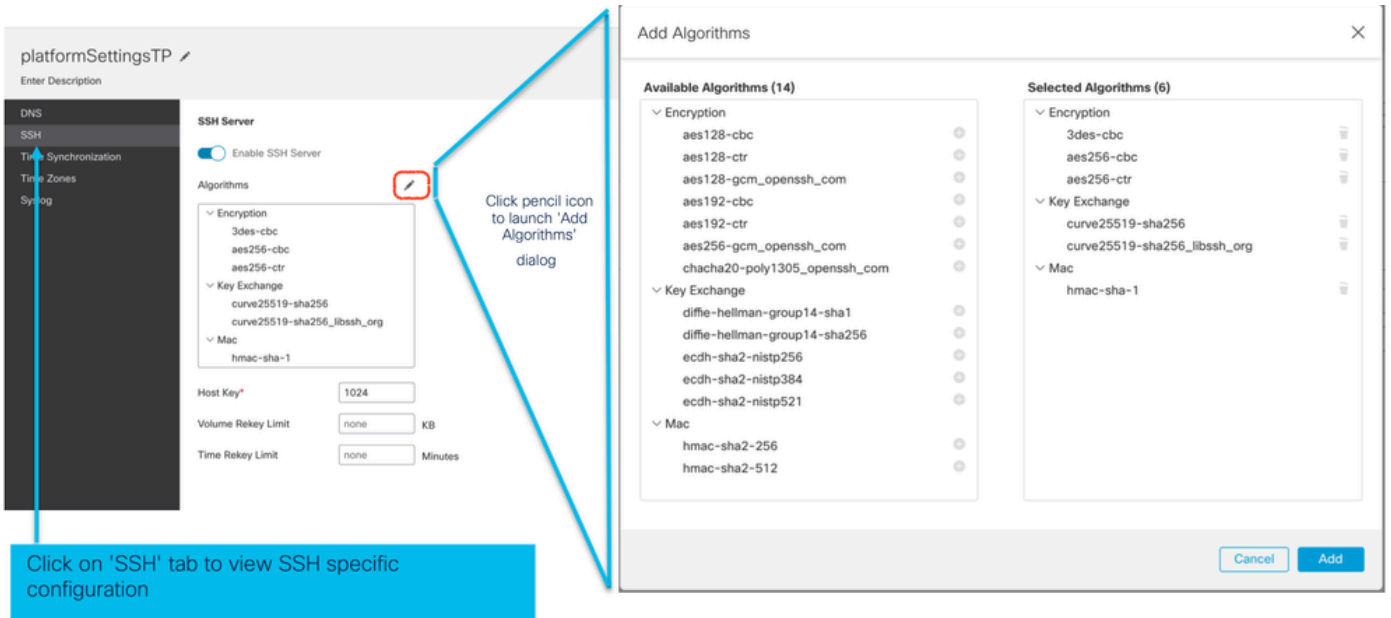 platformSettingsTP
Enter Description
DNS
SSH
Time Synchronization
Time Zones
Syslog
SSH Server
Enable SSH Server
Algorithms
Encryption
3des-cbc
aes256-cbc
aes256-ctr
Key Exchange
curve25519-sha256
curve25519-sha256_libssh_org
Mac
hmac-sha-1
Host Key*
1024
Volume Rekey Limit
none
KB
Time Rekey Limit
none
Minutes
Click pencil icon
to launch 'Add
Algorithms'
dialog
Click on 'SSH' tab to view SSH specific
configuration
Add Algorithms
Available Algorithms (14)
Encryption
aes128-cbc
aes128-ctr
aes128-gcm_openssh_com
aes192-cbc
aes192-ctr
aes256-gcm_openssh_com
chacha20-poly1305_openssh_com
Key Exchange
diffie-hellman-group14-sha1
diffie-hellman-group14-sha256
ecdh-sha2-nistp256
ecdh-sha2-nistp384
ecdh-sha2-nistp521
Mac
hmac-sha2-256
hmac-sha2-512
Selected Algorithms (6)
Encryption
3des-cbc
aes256-cbc
aes256-ctr
Key Exchange
curve25519-sha256
curve25519-sha256_libssh_org
Mac
hmac-sha-1
Cancel
Add